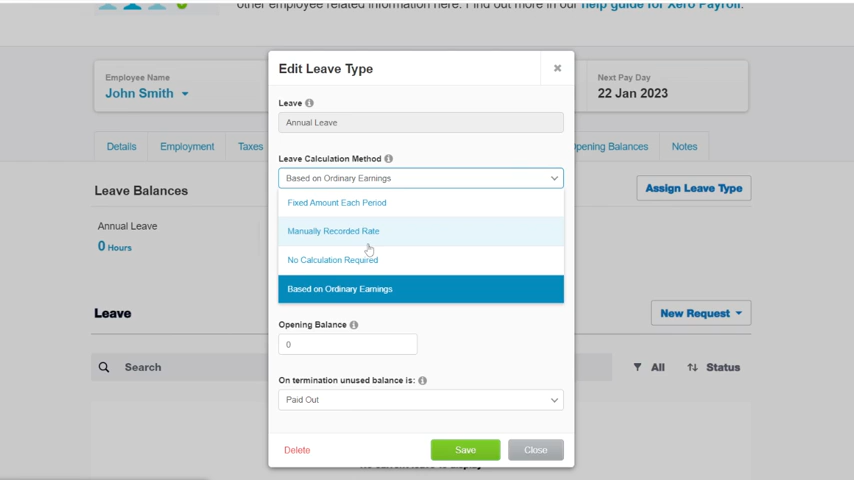 other employee related information here. Find out more in our help guide for Xero Payroll.
Edit Leave Type
Employee Name
John Smith
Next Pay Day
22 Jan 2023
Leave
Annual Leave
Details
Employment
Taxes
Opening Balances
Notes
Leave Calculation Method
Based on Ordinary Earnings
Leave Balances
Assign Leave Type
Fixed Amount Each Period
Annual Leave
0 Hours
Manually Recorded Rate
No Calculation Required
Based on Ordinary Earnings
Leave
New Request
Opening Balance
0
Search
All
Status
On termination unused balance is:
Paid Out
Delete
Save
Close